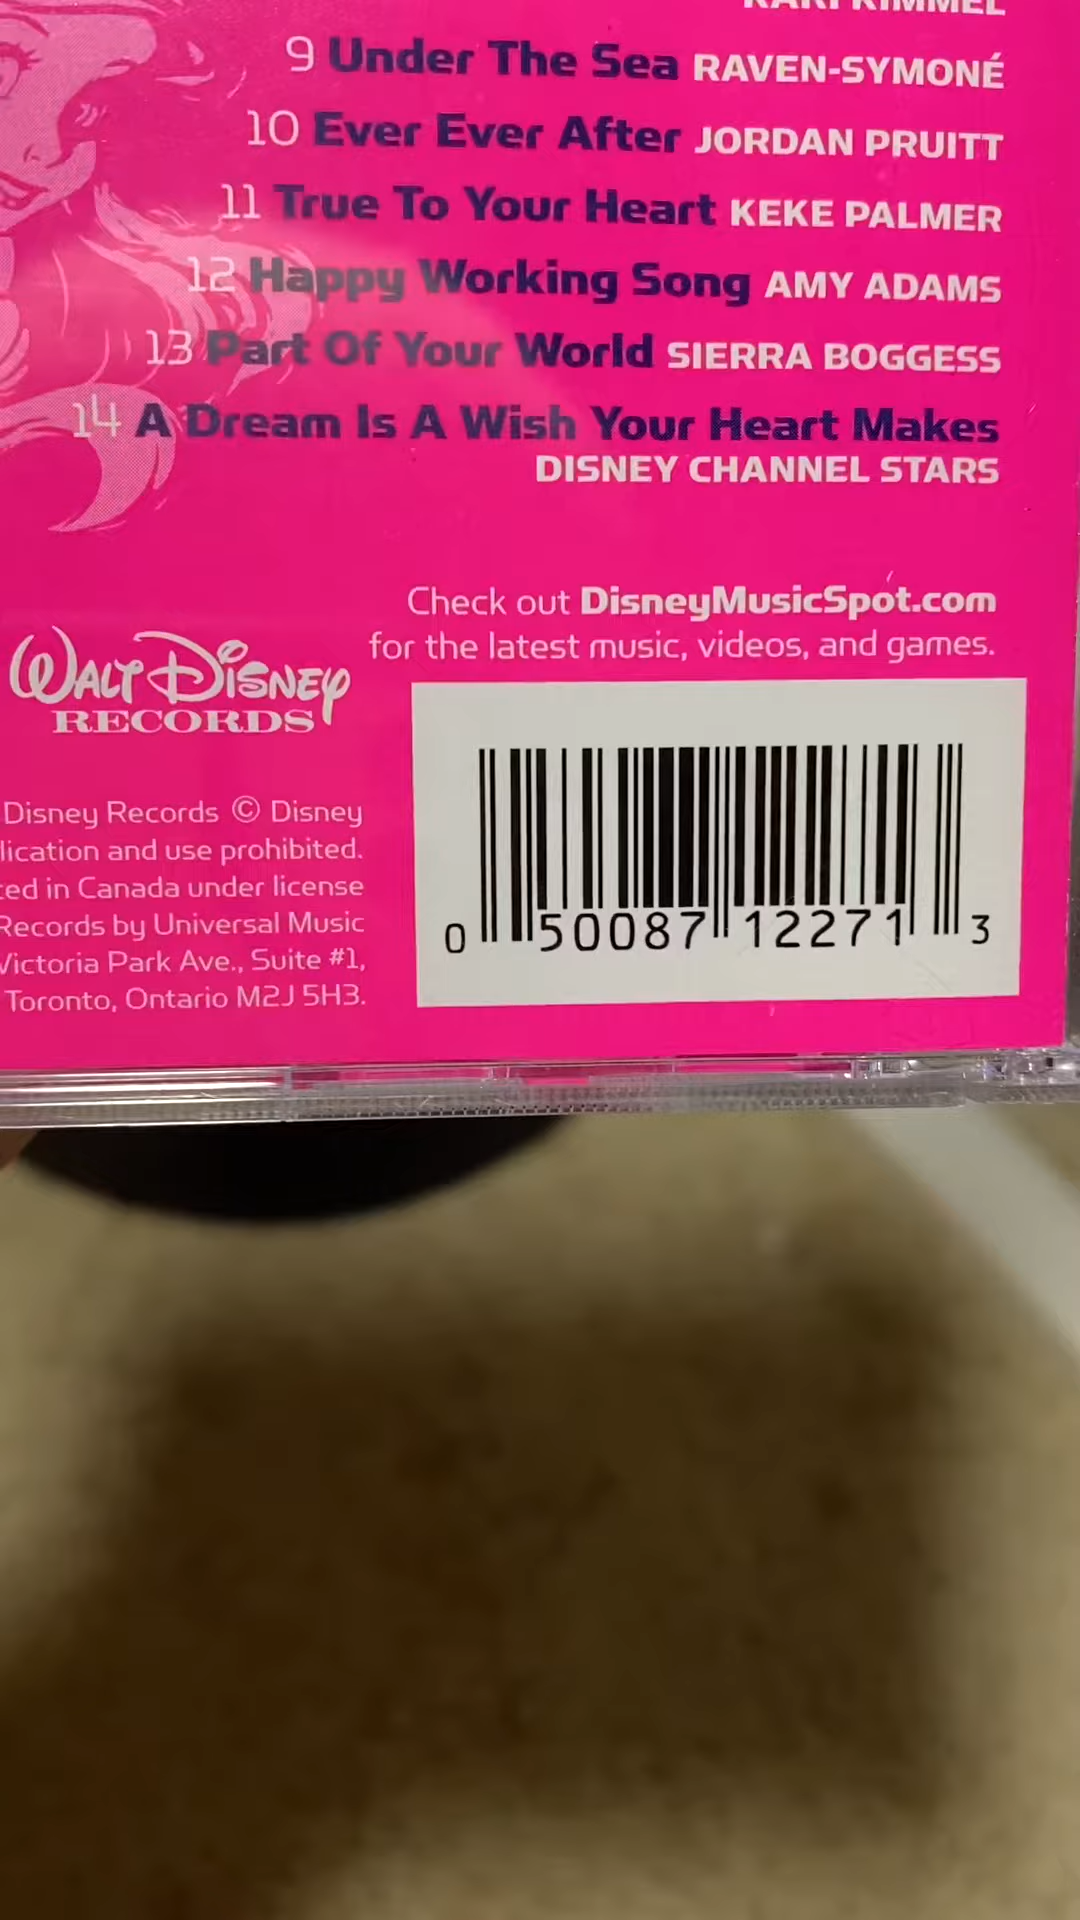 9 Under The Sea RAVEN-SYMONÉ
10 Ever Ever After JORDAN PRUITT
11 True To Your Heart KEKE PALMER
12 Happy Working Song AMY ADAMS
13 Part Of Your World SIERRA BOGGESS
14 A Dream Is A Wish Your Heart Makes
DISNEY CHANNEL STARS
Check out DisneyMusicSpot.com
for the latest music, videos, and games.
WALT DISNEY
RECORDS
Disney Records © Disney
and use prohibited.
in Canada under license
Records by Universal Music
Victoria Park Ave., Suite #1,
Toronto, Ontario M2J 5H3.
0 50087 12271 3